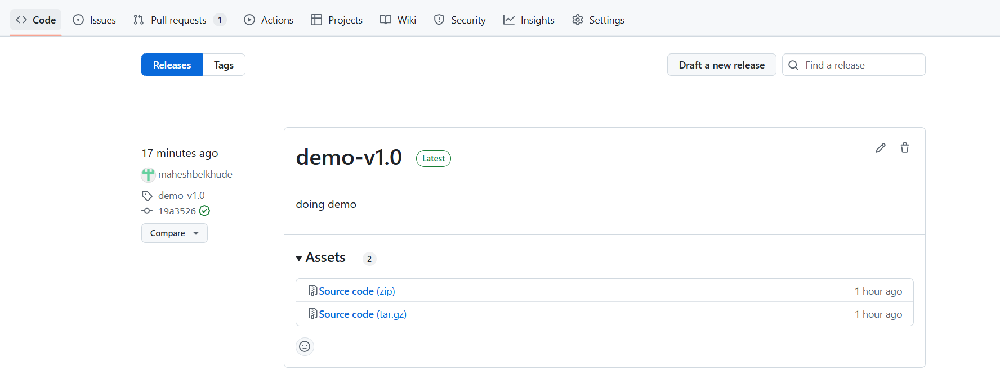 Code Issues Pull requests 1 Actions Projects Wiki Security Insights Settings
Releases Tags Draft a new release Find a release
17 minutes ago
maheshbelkhude
demo-v1.0
19a3526
Compare
demo-v1.0 Latest
doing demo
Assets 2
Source code (zip) 1 hour ago
Source code (tar.gz) 1 hour ago